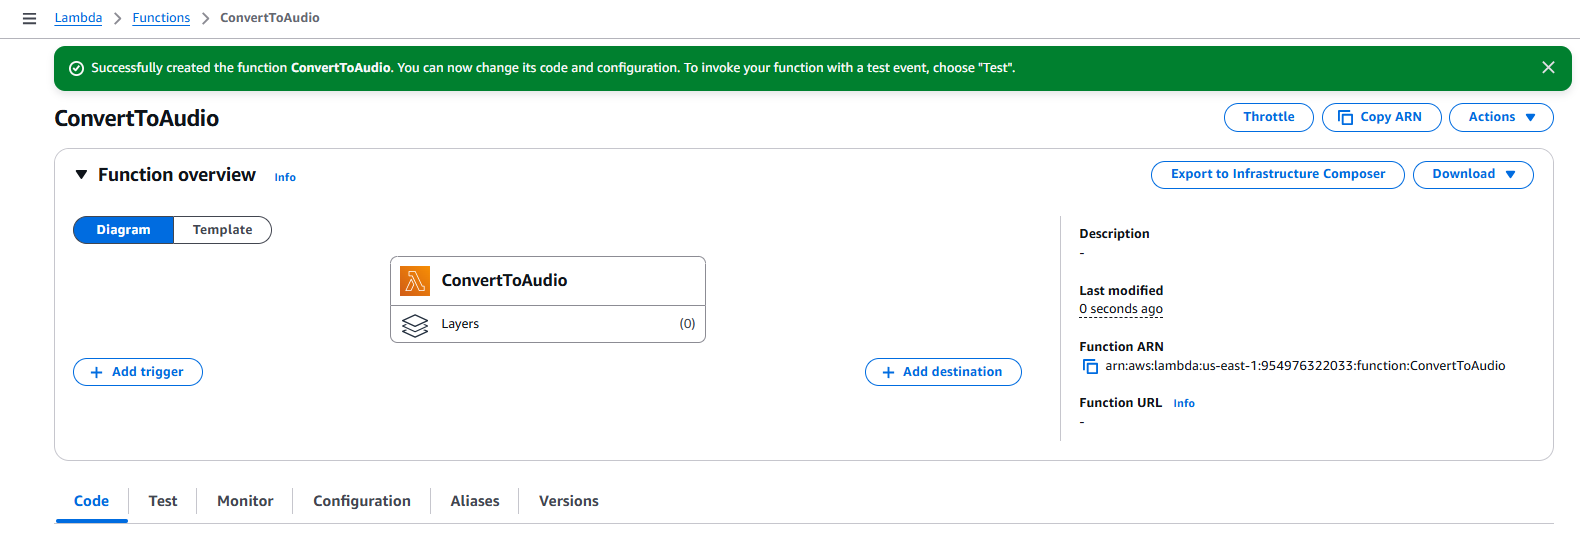 Lambda > Functions > ConvertToAudio
Successfully created the function ConvertToAudio. You can now change its code and configuration. To invoke your function with a test event, choose "Test".
ConvertToAudio
Throttle
Copy ARN
Actions
Function overview Info
Export to Infrastructure Composer
Download
Diagram
Template
ConvertToAudio
Layers (0)
+ Add trigger
+ Add destination
Description
-
Last modified
0 seconds ago
Function ARN
arn:aws:lambda:us-east-1:954976322033:function:ConvertToAudio
Function URL Info
-
Code
Test
Monitor
Configuration
Aliases
Versions